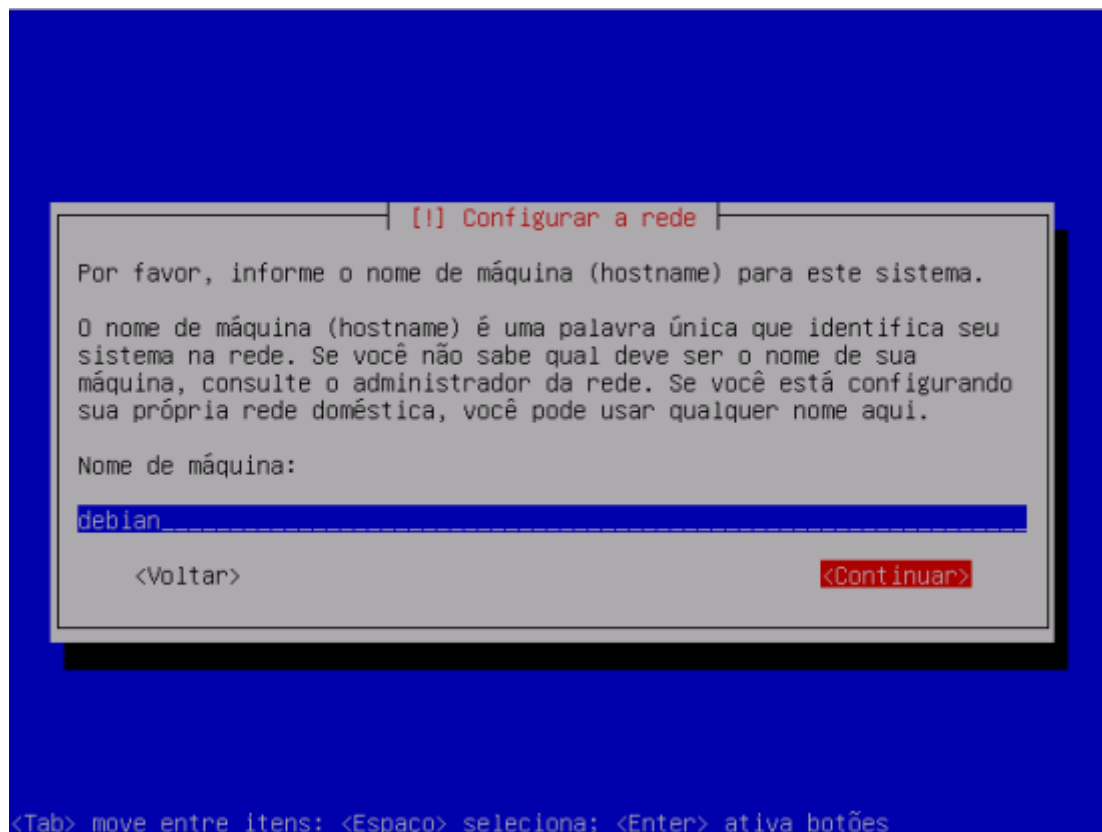 [!] Configurar a rede
Por favor, informe o nome de máquina (hostname) para este sistema.
O nome de máquina (hostname) é uma palavra única que identifica seu
sistema na rede. Se você não sabe qual deve ser o nome de sua
máquina, consulte o administrador da rede. Se você está configurando
sua própria rede doméstica, você pode usar qualquer nome aqui.
Nome de máquina:
debian
<Voltar> <Continuar>
<Tab> move entre itens; <Espaço> seleciona; <Enter> ativa botões